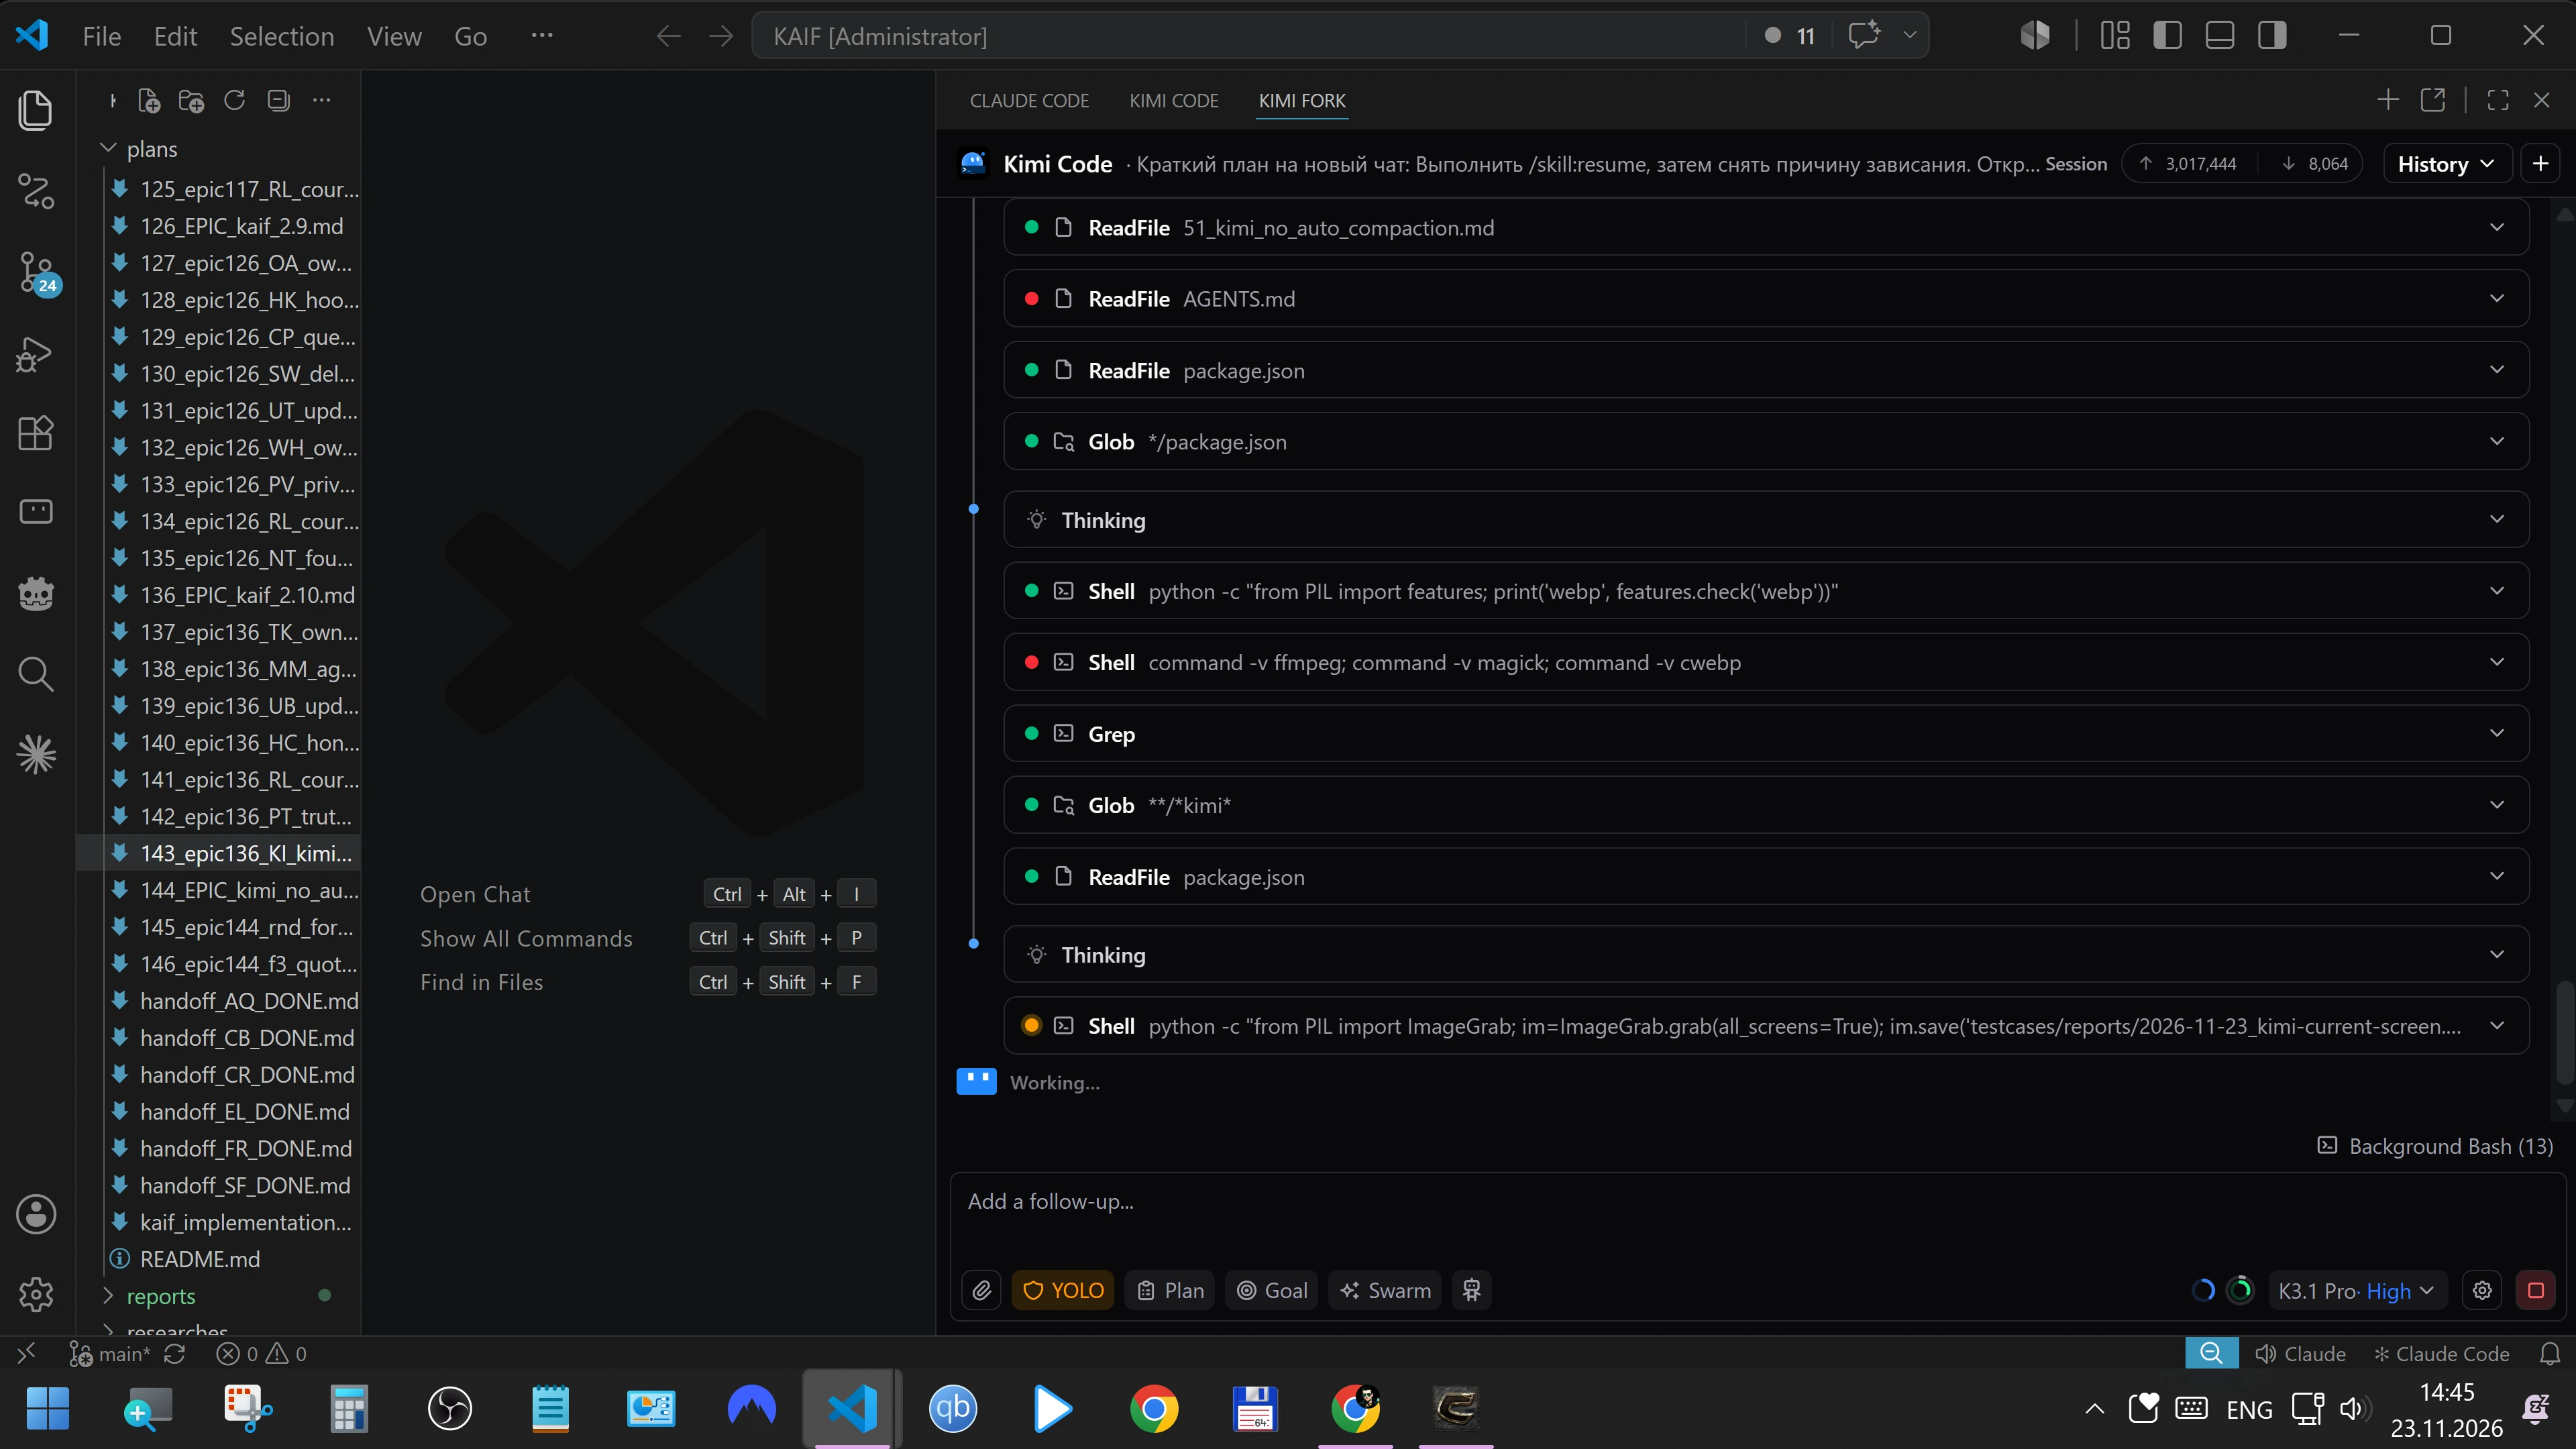 File Edit Selection View Go ...
KAIF [Administrator]
11
plans
125_epic117_RL_cour...
126_EPIC_kaif_2.9.md
127_epic126_OA_ow...
128_epic126_HK_hoo...
129_epic126_CP_que...
130_epic126_SW_del...
131_epic126_UT_upd...
132_epic126_WH_ow...
133_epic126_PV_priv...
134_epic126_RL_cour...
135_epic126_NT_fou...
136_EPIC_kaif_2.10.md
137_epic136_TK_own...
138_epic136_MM_ag...
139_epic136_UB_upd...
140_epic136_HC_hon...
141_epic136_RL_cour...
142_epic136_PT_trut...
143_epic136_KI_kimi...
144_EPIC_kimi_no_au...
145_epic144_rnd_for...
146_epic144_f3_quot...
handoff_AQ_DONE.md
handoff_CB_DONE.md
handoff_CR_DONE.md
handoff_EL_DONE.md
handoff_FR_DONE.md
handoff_SF_DONE.md
kaif_implementation...
README.md
reports
researches
24
Open Chat Ctrl + Alt + I
Show All Commands Ctrl + Shift + P
Find in Files Ctrl + Shift + F
CLAUDE CODE KIMI CODE KIMI FORK
Kimi Code · Краткий план на новый чат: Выполнить /skill:resume, затем снять причину зависания. Откр... Session ↑ 3,017,444 ↓ 8,064 History
ReadFile 51_kimi_no_auto_compaction.md
ReadFile AGENTS.md
ReadFile package.json
Glob */package.json
Thinking
Shell python -c "from PIL import features; print('webp', features.check('webp'))"
Shell command -v ffmpeg; command -v magick; command -v cwebp
Grep
Glob **/*kimi*
ReadFile package.json
Thinking
Shell python -c "from PIL import ImageGrab; im=ImageGrab.grab(all_screens=True); im.save('testcases/reports/2026-11-23_kimi-current-screen....
Working...
Background Bash (13)
Add a follow-up...
YOLO Plan Goal Swarm
K3.1 Pro· High
main* 0 0
Claude Claude Code
qb
64:
ENG
14:45
23.11.2026